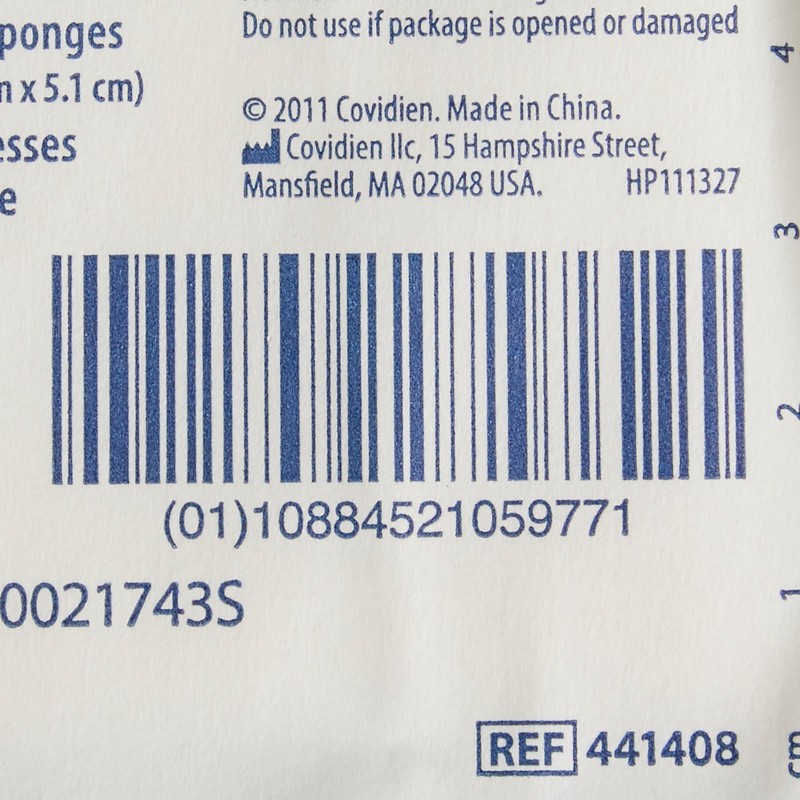 Do not use if package is opened or damaged
ponges
x 5.1 cm)
esses
e
© 2011 Covidien. Made in China.
Covidien llc, 15 Hampshire Street,
Mansfield, MA 02048 USA. HP111327
(01)10884521059771
0021743S
REF 441408
4
3
2
1
cm